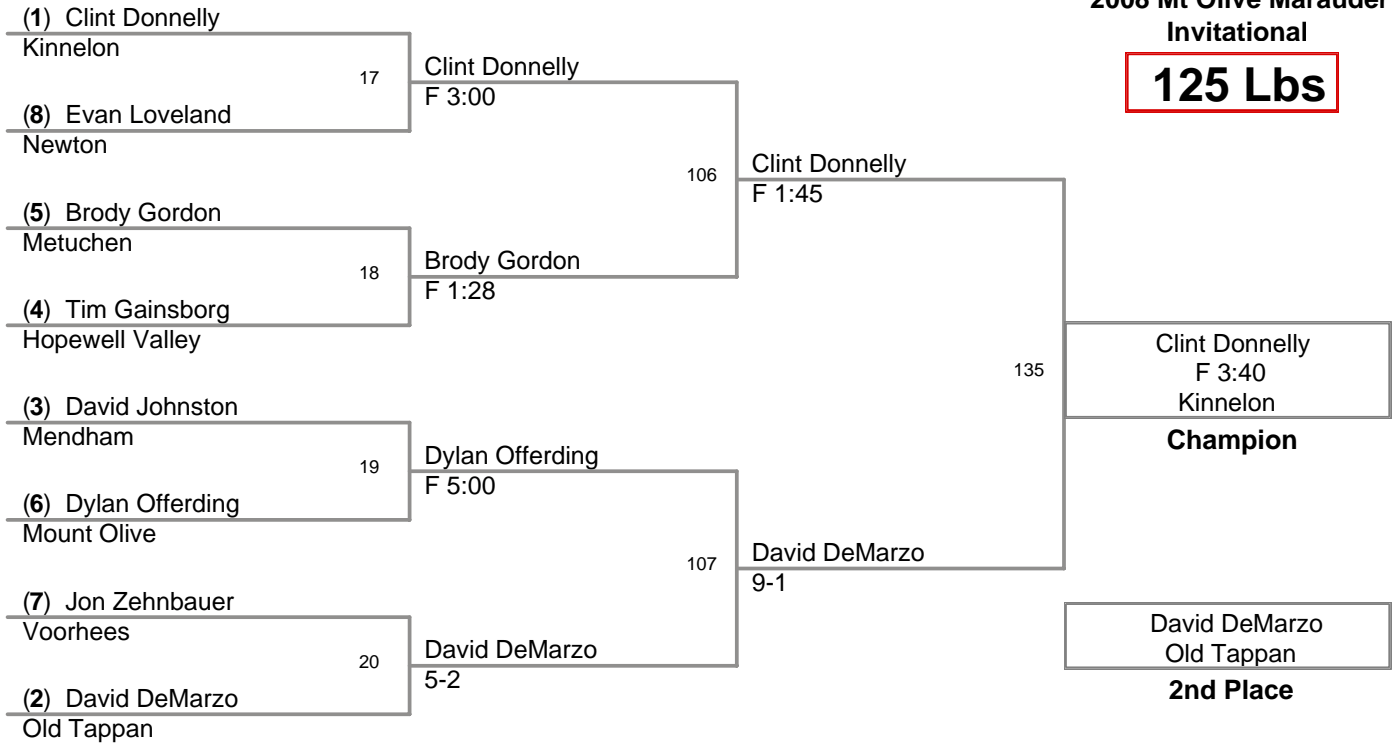 2008 Mt Olive Marauder
Invitational
125 Lbs
(1) Clint Donnelly
Kinnelon
17
Clint Donnelly
F 3:00
(8) Evan Loveland
Newton
106
Clint Donnelly
F 1:45
(5) Brody Gordon
Metuchen
18
Brody Gordon
F 1:28
(4) Tim Gainsborg
Hopewell Valley
135
Clint Donnelly
F 3:40
Kinnelon
Champion
(3) David Johnston
Mendham
19
Dylan Offerding
F 5:00
(6) Dylan Offerding
Mount Olive
107
David DeMarzo
9-1
(7) Jon Zehnbauer
Voorhees
20
David DeMarzo
5-2
(2) David DeMarzo
Old Tappan
David DeMarzo
Old Tappan
2nd Place